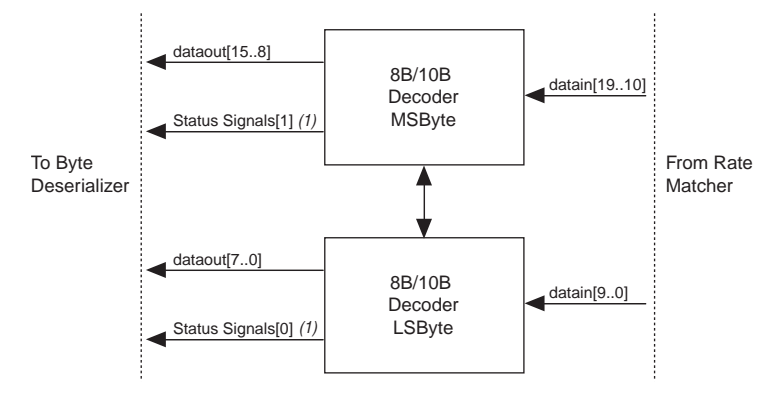 dataout[15..8]
8B/10B
Decoder
MSByte
datain[19..10]
Status Signals[1] (1)
To Byte
Deserializer
From Rate
Matcher
dataout[7..0]
8B/10B
Decoder
LSByte
datain[9..0]
Status Signals[0] (1)